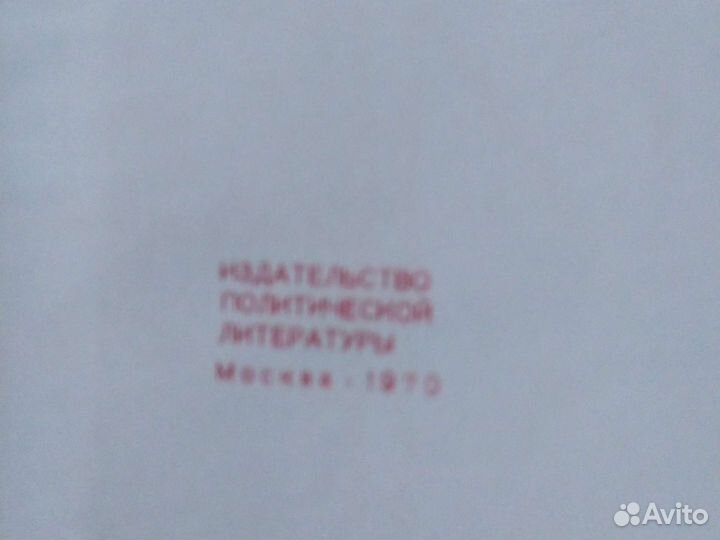 ИЗДАТЕЛЬСТВО
ПОЛИТИЧЕСКОЙ
ЛИТЕРАТУРЫ
Москва - 1970
Avito